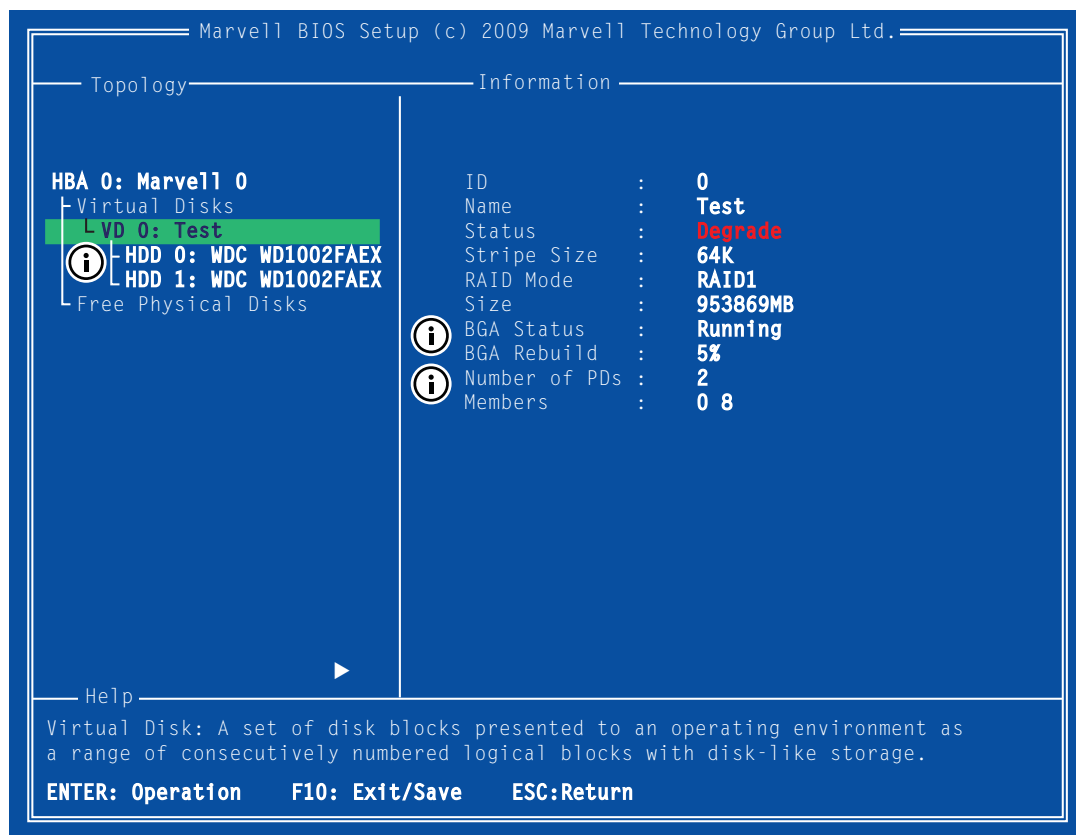 Marvell BIOS Setup (c) 2009 Marvell Technology Group Ltd.
Topology
HBA 0: Marvell 0
Virtual Disks
VD 0: Test
HDD 0: WDC WD1002FAEX
HDD 1: WDC WD1002FAEX
Free Physical Disks
Information
ID : 0
Name : Test
Status : Degrade
Stripe Size : 64K
RAID Mode : RAID1
Size : 953869MB
BGA Status : Running
BGA Rebuild : 5%
Number of PDs : 2
Members : 0 8
Help
Virtual Disk: A set of disk blocks presented to an operating environment as
a range of consecutively numbered logical blocks with disk-like storage.
ENTER: Operation F10: Exit/Save ESC:Return